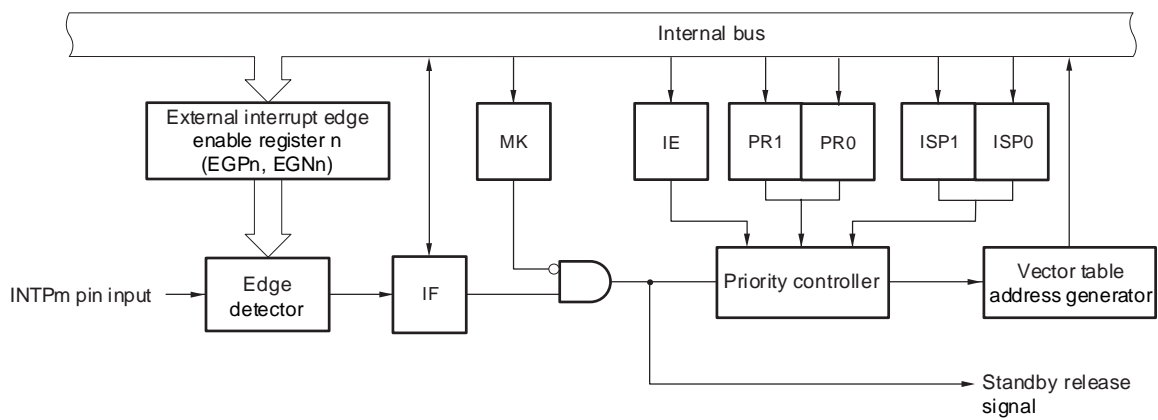 Internal bus
External interrupt edge
enable register n
(EGPn, EGNn)
MK
IE
PR1
PR0
ISP1
ISP0
INTPm pin input
Edge
detector
IF
Priority controller
Vector table
address generator
Standby release
signal